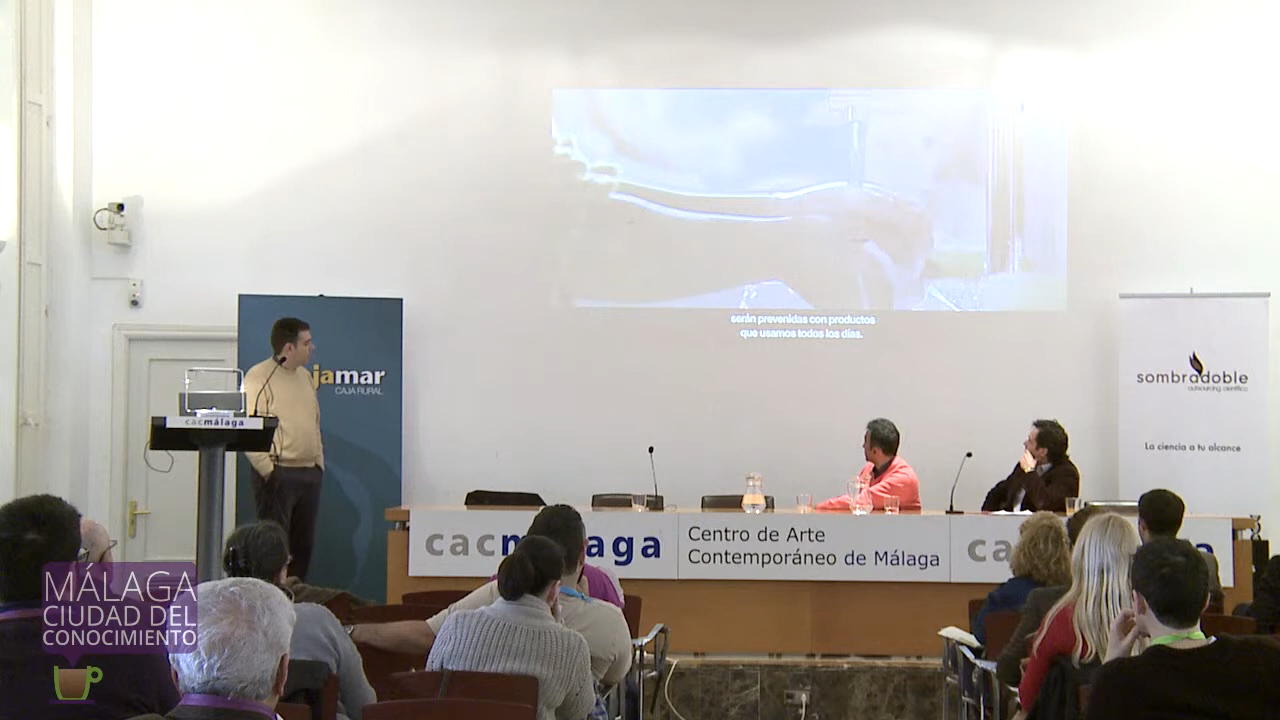 serán prevenidas con productos
que usamos todos los días.
jamar
CAJA RURAL
sombradoble
outsourcing científico
La ciencia a tu alcance
cacmálaga
cacmálaga
Centro de Arte
Contemporáneo de Málaga
ca
MÁLAGA
CIUDAD DEL
CONOCIMIENTO